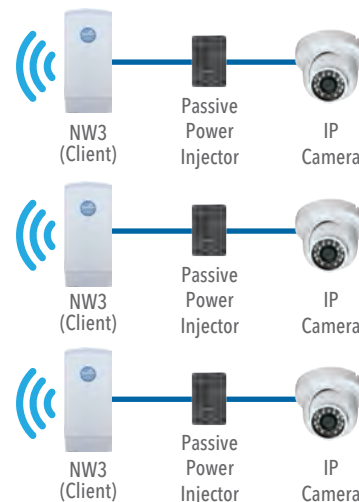 NW3
(Client)
Passive
Power
Injector
IP
Camera
NW3
(Client)
Passive
Power
Injector
IP
Camera
NW3
(Client)
Passive
Power
Injector
IP
Camera